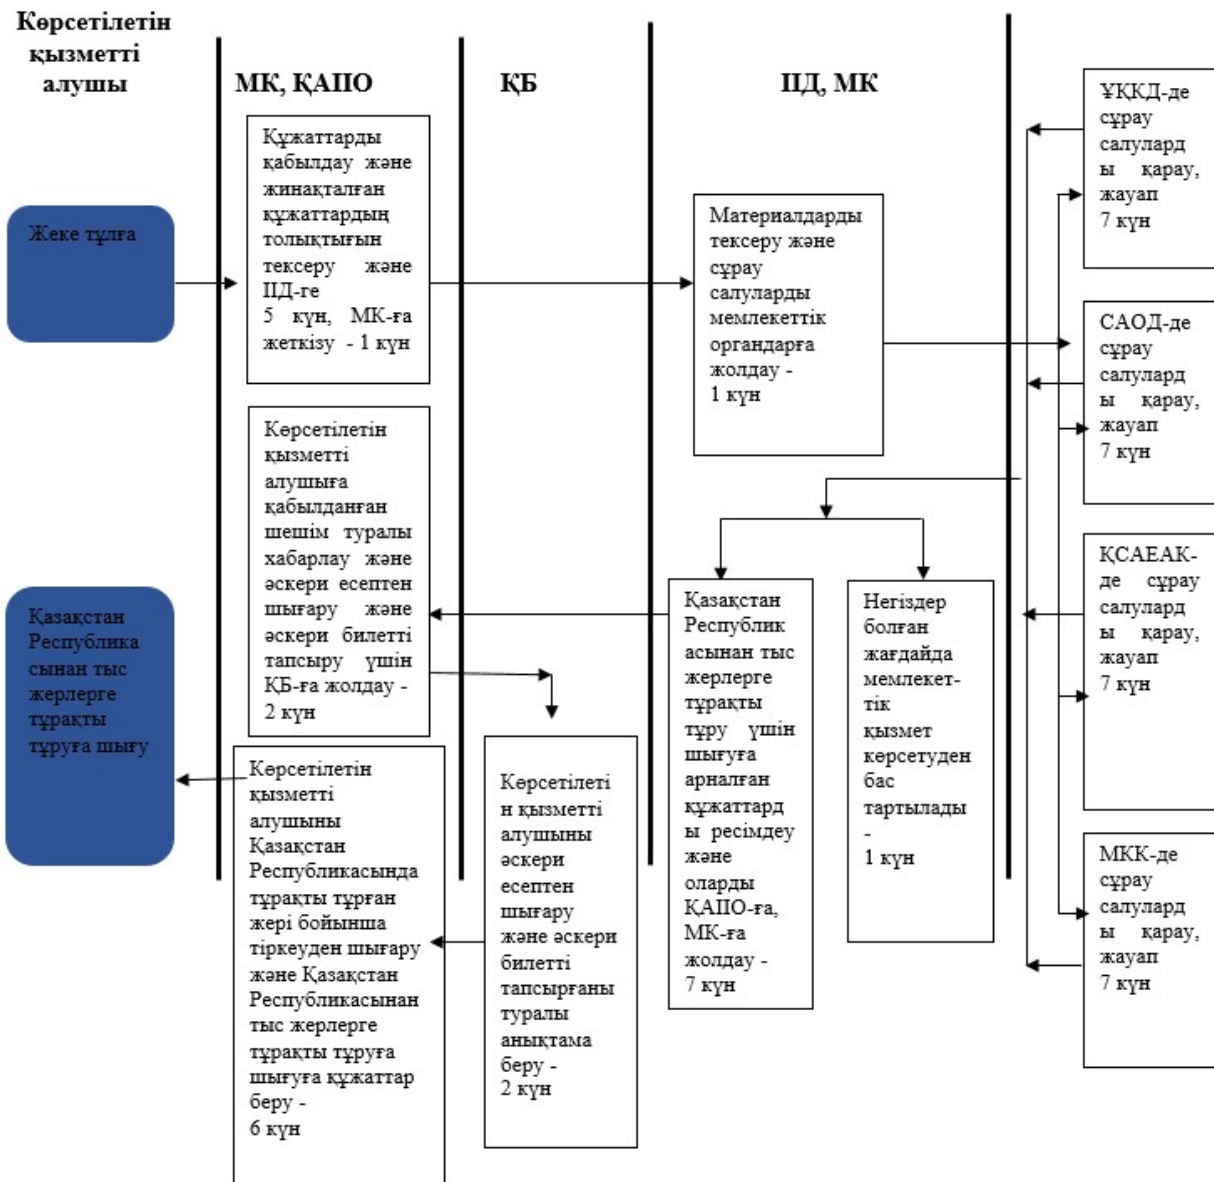 Көрсетілетін
қызметті
алушы
МК, ҚАПО
ҚБ
ІІД, МК
Жеке тұлға
Құжаттарды
қабылдау және
жинақталған
құжаттардың
толықтығын
тексеру және
ІІД-ге
5 күн, МК-ға
жеткізу - 1 күн
Материалдарды
тексеру және
сұрау
салуларды
мемлекеттік
органдарға
жолдау -
1 күн
ҰҚКД-де
сұрау
салулард
ы қарау,
жауап
7 күн
САОД-де
сұрау
салулард
ы қарау,
жауап
7 күн
ҚСАЕАК-
де сұрау
салулард
ы қарау,
жауап
7 күн
МКК-де
сұрау
салулард
ы қарау,
жауап
7 күн
Қазақстан
Республик
асынан тыс
жерлерге
тұрақты
тұру үшін
шығуға
арналған
құжаттард
ы ресімдеу
және
оларды
ҚАПО-ға,
МК-ға
жолдау -
7 күн
Негіздер
болған
жағдайда
мемлекет-
тік
қызмет
көрсетуден
бас
тартылады
-
1 күн
Көрсетілетін
қызметті
алушыға
қабылданған
шешім туралы
хабарлау және
әскери есептен
шығару және
әскери билетті
тапсыру үшін
ҚБ-ға жолдау -
2 күн
Көрсетілеті
н қызметті
алушыны
әскери
есептен
шығару
және әскери
билетті
тапсырғаны
туралы
анықтама
беру -
2 күн
Көрсетілетін
қызметті
алушыны
Қазақстан
Республикасында
тұрақты тұрған
жері бойынша
тіркеуден шығару
және Қазақстан
Республикасынан
тыс жерлерге
тұрақты тұруға
шығуға құжаттар
беру -
6 күн
Қазақстан
Республика
сынан тыс
жерлерге
тұрақты
тұруға шығу